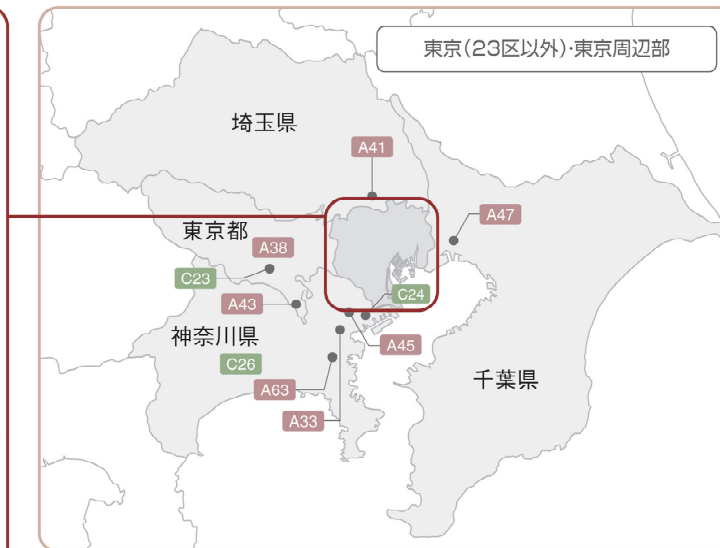 東京(23区以外)・東京周辺部
埼玉県
A41
A47
東京都
A38
C23
C24
A43
神奈川県
A45
C26
千葉県
A63
A33